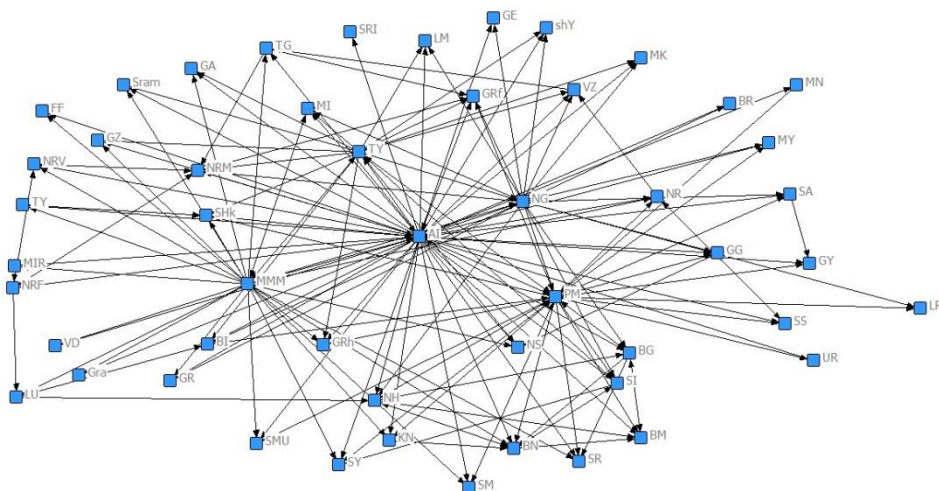 GE
shY
SRI
LM
TG
MK
GA
Sram
VZ
MN
GRf
BR
MI
FF
GZ
MY
TY
NRV
NRM
SA
NR
NG
TY
SHk
AI
GG
GY
MIR
NRF
MMM
PM
LR
SS
VD
BI
GRh
NS
BG
UR
Gra
GR
SI
LU
NH
SMU
KN
BN
BM
SY
SR
SM